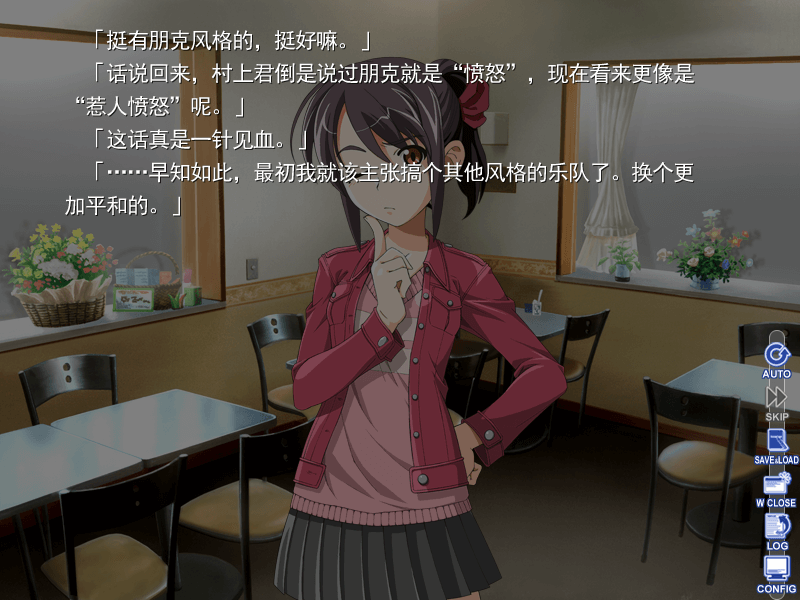 「挺有朋克风格的，挺好嘛。」
「话说回来，村上君倒是说过朋克就是“愤怒”，现在看来更像是
“惹人愤怒”呢。」
「这话真是一针见血。」
「……早知如此，最初我就该主张搞个其他风格的乐队了。换个更
加平和的。」
AUTO
SKIP
SAVE&LOAD
W CLOSE
LOG
CONFIG